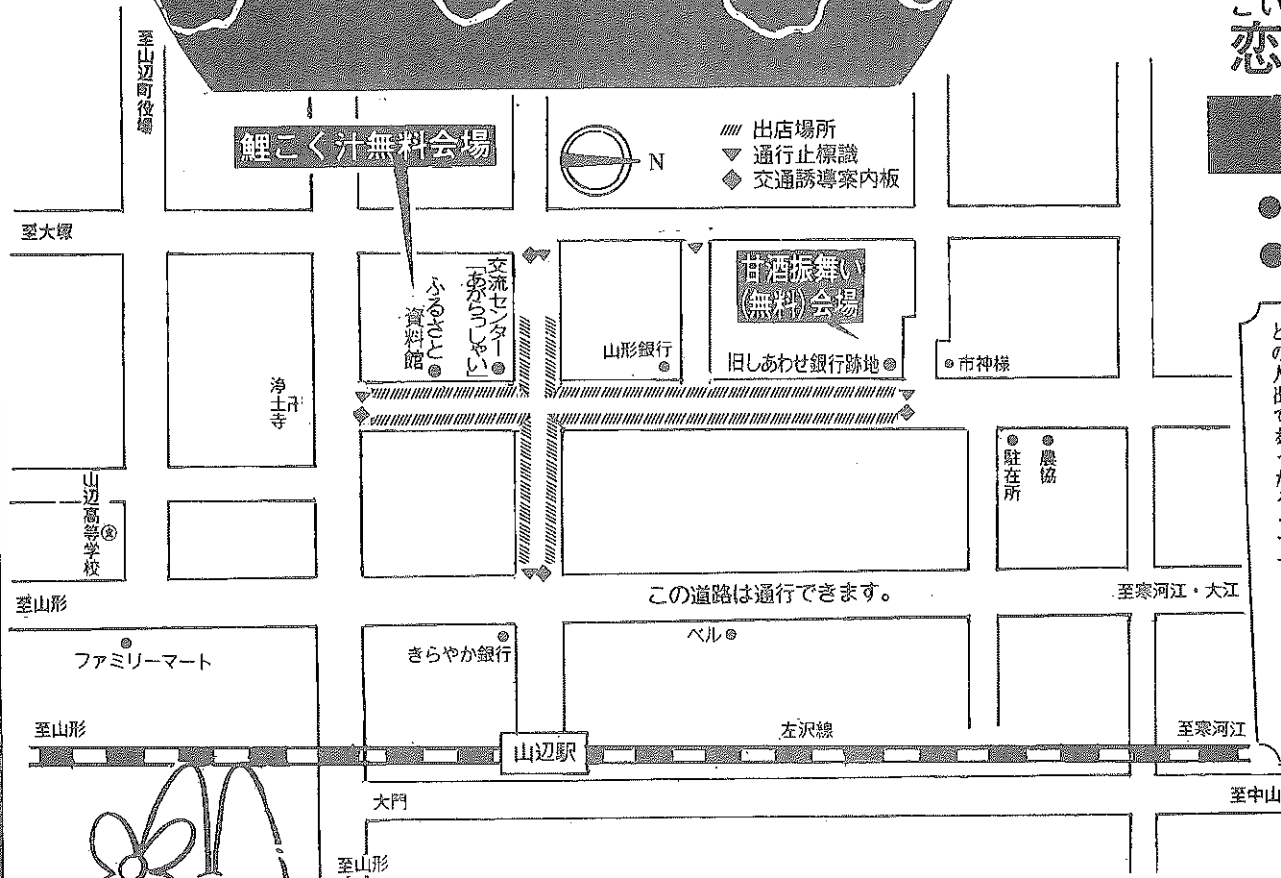 こい
恋
至山辺町役場
鯉こく汁無料会場
N
出店場所
通行止標識
交通誘導案内板
至大塚
交流センター
「あがらっしゃい」
ふるさと
資料館
甘酒振舞い
(無料)会場
山形銀行
旧しあわせ銀行跡地
市神様
浄土寺
卍
駐在所
農協
山辺高等学校
至山形
この道路は通行できます。
至寒河江・大江
ファミリーマート
きらやか銀行
ベル
至山形
左沢線
至寒河江
山辺駅
大門
至中山
至山形